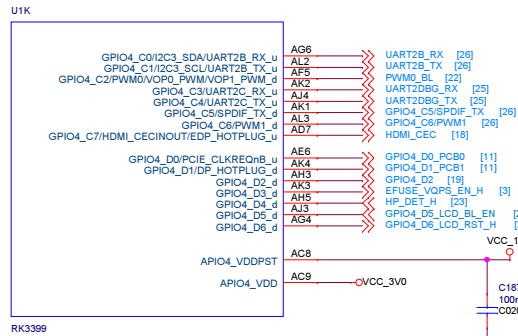 U1K
GPIO4_C0/I2C3_SDA/UART2B_RX_u AG6 UART2B_RX [26]
GPIO4_C1/I2C3_SCL/UART2B_TX_u AL2 UART2B_TX [26]
GPIO4_C2/PWM0/VOP0_PWM/VOP1_PWM_d AF5 PWM0_BL [22]
GPIO4_C3/UART2C_RX_u AK2 UART2DBG_RX [25]
GPIO4_C4/UART2C_TX_u AJ4 UART2DBG_TX [25]
GPIO4_C5/SPDIF_TX_d AK1 GPIO4_C5/SPDIF_TX [26]
GPIO4_C6/PWM1_d AL3 GPIO4_C6/PWM1 [26]
GPIO4_C7/HDMI_CECINOUT/EDP_HOTPLUG_u AD7 HDMI_CEC [18]
GPIO4_D0/PCIE_CLKREQnB_u AE6 GPIO4_D0_PCB0 [11]
GPIO4_D1/DP_HOTPLUG_d AK4 GPIO4_D1_PCB1 [11]
GPIO4_D2_d AH3 GPIO4_D2 [19]
GPIO4_D3_d AK3 EFUSE_VQPS_EN_H [3]
GPIO4_D4_d AH5 HP_DET_H [23]
GPIO4_D5_d AJ3 GPIO4_D5_LCD_BL_EN
GPIO4_D6_d AG4 GPIO4_D6_LCD_RST_H
VCC_1
APIO4_VDDPST AC8
APIO4_VDD AC9 VCC_3V0
C187
100n
C020
RK3399